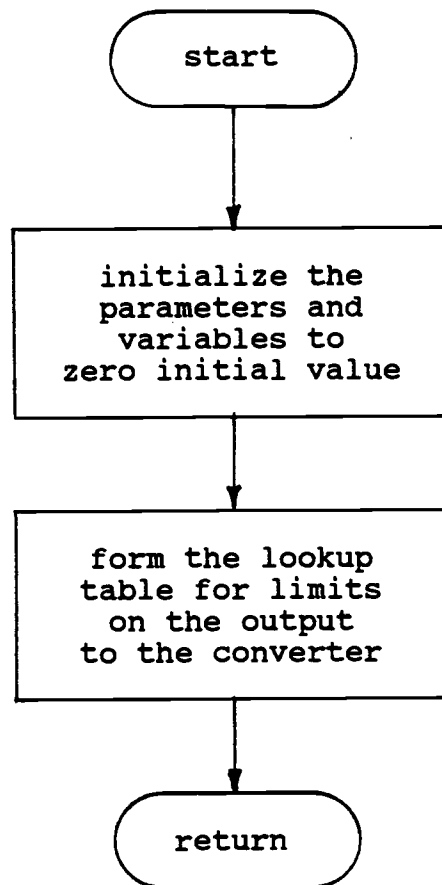 start
initialize the
parameters and
variables to
zero initial value
form the lookup
table for limits
on the output
to the converter
return